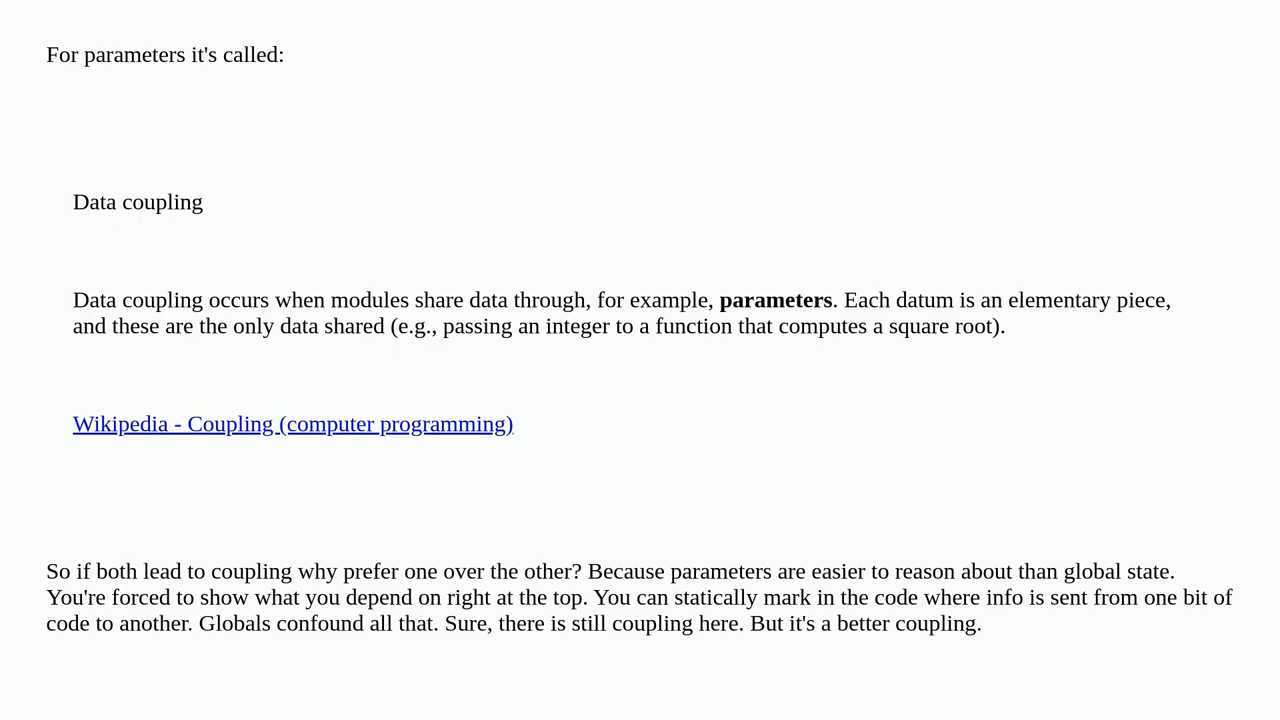 For parameters it's called:
Data coupling
Data coupling occurs when modules share data through, for example, parameters. Each datum is an elementary piece,
and these are the only data shared (e.g., passing an integer to a function that computes a square root).
Wikipedia - Coupling (computer programming)
So if both lead to coupling why prefer one over the other? Because parameters are easier to reason about than global state.
You're forced to show what you depend on right at the top. You can statically mark in the code where info is sent from one bit of
code to another. Globals confound all that. Sure, there is still coupling here. But it's a better coupling.